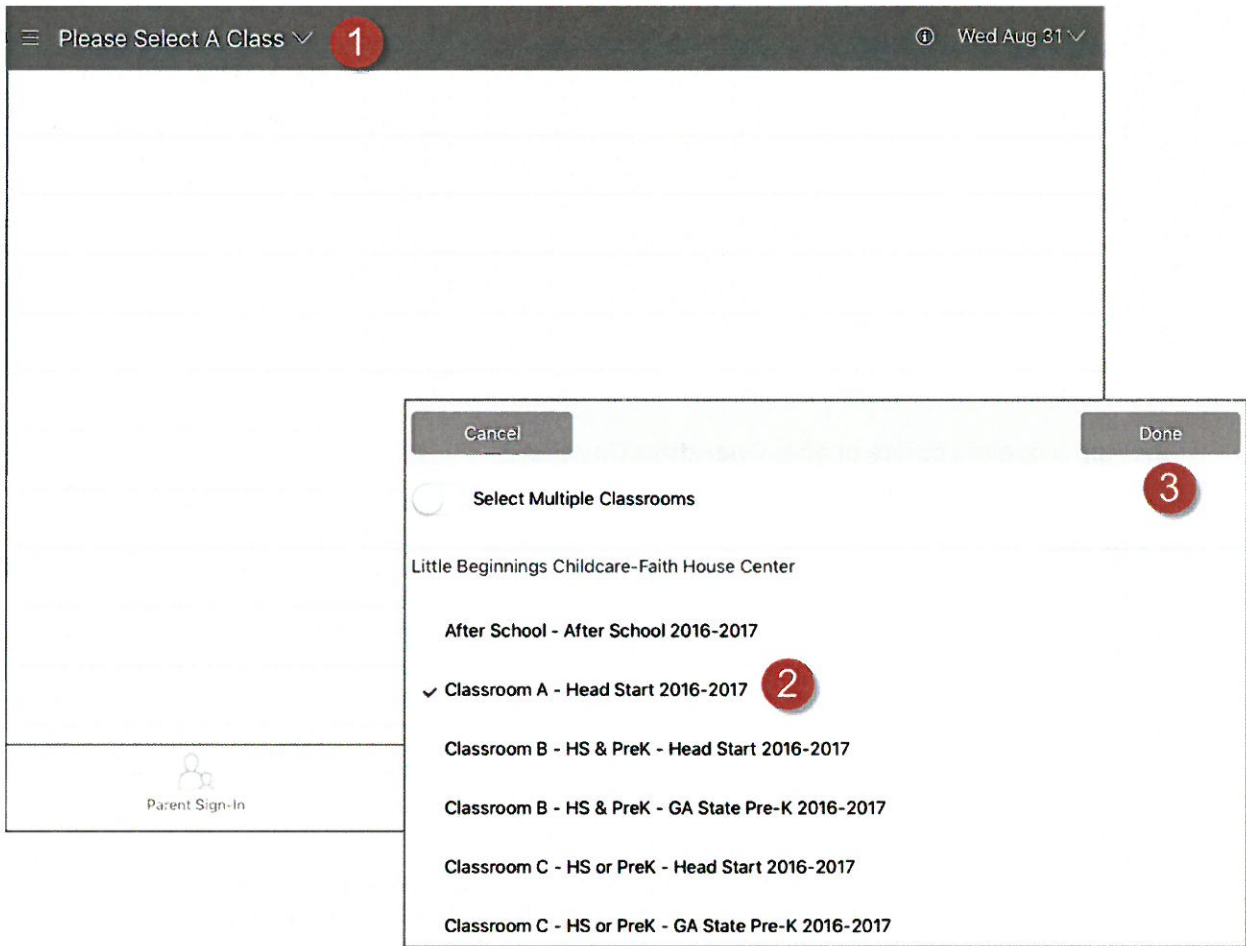 Please Select A Class
1
Wed Aug 31
Cancel
Done
3
Select Multiple Classrooms
Little Beginnings Childcare-Faith House Center
After School - After School 2016-2017
Classroom A - Head Start 2016-2017
2
Classroom B - HS & PreK - Head Start 2016-2017
Classroom B - HS & PreK - GA State Pre-K 2016-2017
Parent Sign-In
Classroom C - HS or PreK - Head Start 2016-2017
Classroom C - HS or PreK - GA State Pre-K 2016-2017